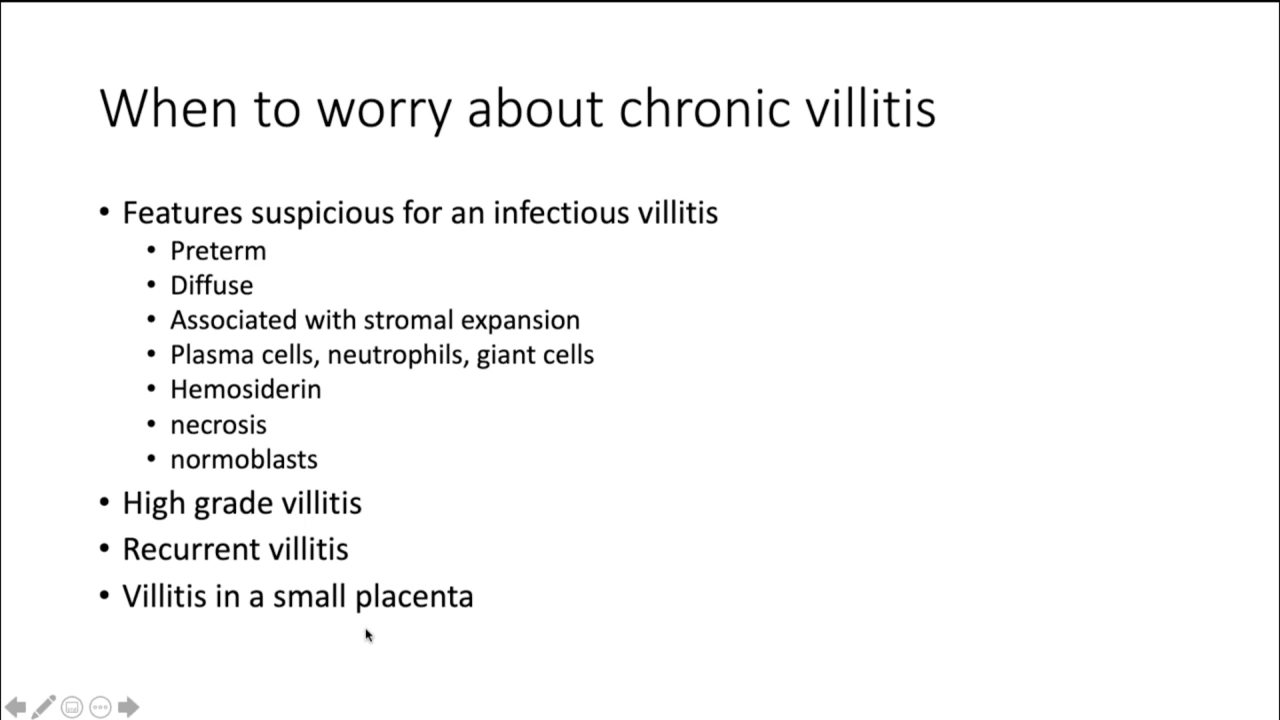 When to worry about chronic villitis
• Features suspicious for an infectious villitis
• Preterm
• Diffuse
• Associated with stromal expansion
• Plasma cells, neutrophils, giant cells
• Hemosiderin
• necrosis
• normoblasts
• High grade villitis
• Recurrent villitis
• Villitis in a small placenta